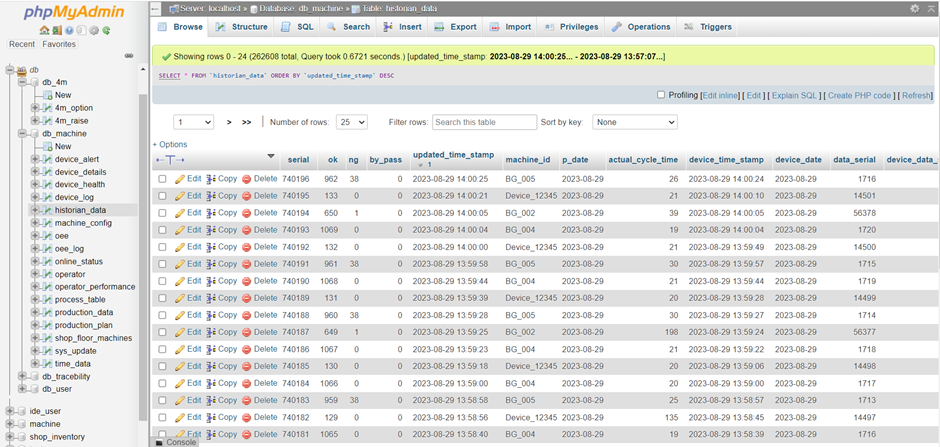 phpMyAdmin
Recent Favorites
db
db_4m
New
4m_option
4m_raise
db_machine
New
device_alert
device_details
device_health
device_log
historian_data
machine_config
oee
oee_log
online_status
operator
operator_performance
process_table
production_data
production_plan
shop_floor_machines
sys_update
time_data
db_tracebility
db_user
ide_user
machine
shop_inventory
Server: localhost » Database: db_machine » Table: historian_data
Browse Structure SQL Search Insert Export Import Privileges Operations Triggers
Showing rows 0 - 24 (262608 total, Query took 0.6721 seconds.) [updated_time_stamp: 2023-08-29 14:00:25... - 2023-08-29 13:57:07...]
SELECT * FROM `historian_data` ORDER BY `updated_time_stamp` DESC
Profiling [Edit inline] [ Edit ] [ Explain SQL ] [ Create PHP code ] [ Refresh]
1 > >> Number of rows: 25 Filter rows: Search this table Sort by key: None
+ Options
←T→ serial ok ng by_pass updated_time_stamp 1 machine_id p_date actual_cycle_time device_time_stamp device_date data_serial device_data_
Edit Copy Delete 740196 962 38 0 2023-08-29 14:00:25 BG_005 2023-08-29 26 2023-08-29 14:00:24 2023-08-29 1716
Edit Copy Delete 740195 133 0 0 2023-08-29 14:00:21 Device_12345 2023-08-29 21 2023-08-29 14:00:10 2023-08-29 14501
Edit Copy Delete 740194 650 1 0 2023-08-29 14:00:05 BG_002 2023-08-29 39 2023-08-29 14:00:05 2023-08-29 56378
Edit Copy Delete 740193 1069 0 0 2023-08-29 14:00:04 BG_004 2023-08-29 19 2023-08-29 14:00:04 2023-08-29 1720
Edit Copy Delete 740192 132 0 0 2023-08-29 14:00:00 Device_12345 2023-08-29 21 2023-08-29 13:59:49 2023-08-29 14500
Edit Copy Delete 740191 961 38 0 2023-08-29 13:59:58 BG_005 2023-08-29 30 2023-08-29 13:59:57 2023-08-29 1715
Edit Copy Delete 740190 1068 0 0 2023-08-29 13:59:44 BG_004 2023-08-29 21 2023-08-29 13:59:44 2023-08-29 1719
Edit Copy Delete 740189 131 0 0 2023-08-29 13:59:39 Device_12345 2023-08-29 20 2023-08-29 13:59:28 2023-08-29 14499
Edit Copy Delete 740188 960 38 0 2023-08-29 13:59:28 BG_005 2023-08-29 30 2023-08-29 13:59:27 2023-08-29 1714
Edit Copy Delete 740187 649 1 0 2023-08-29 13:59:25 BG_002 2023-08-29 198 2023-08-29 13:59:24 2023-08-29 56377
Edit Copy Delete 740186 1067 0 0 2023-08-29 13:59:23 BG_004 2023-08-29 21 2023-08-29 13:59:22 2023-08-29 1718
Edit Copy Delete 740185 130 0 0 2023-08-29 13:59:18 Device_12345 2023-08-29 20 2023-08-29 13:59:06 2023-08-29 14498
Edit Copy Delete 740184 1066 0 0 2023-08-29 13:59:00 BG_004 2023-08-29 20 2023-08-29 13:59:00 2023-08-29 1717
Edit Copy Delete 740183 959 38 0 2023-08-29 13:58:58 BG_005 2023-08-29 25 2023-08-29 13:58:57 2023-08-29 1713
Edit Copy Delete 740182 129 0 0 2023-08-29 13:58:56 Device_12345 2023-08-29 135 2023-08-29 13:58:45 2023-08-29 14497
Edit Copy Delete 740181 1065 0 0 2023-08-29 13:58:40 BG_004 2023-08-29 19 2023-08-29 13:58:39 2023-08-29 1716
Console